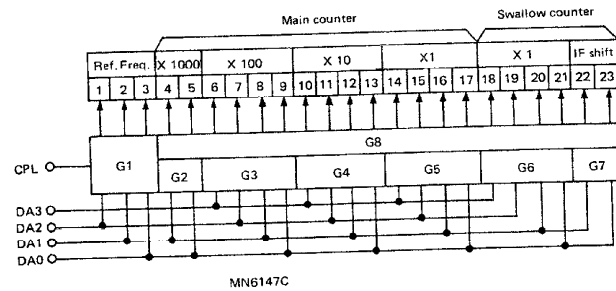 Main counter Swallow counter
Ref. Freq. X 1000 X 100 X 10 X1 X 1 IF shift
1 2 3 4 5 6 7 8 9 10 11 12 13 14 15 16 17 18 19 20 21 22 23
G8
CPL G1 G2 G3 G4 G5 G6 G7
DA3
DA2
DA1
DA0
MN6147C